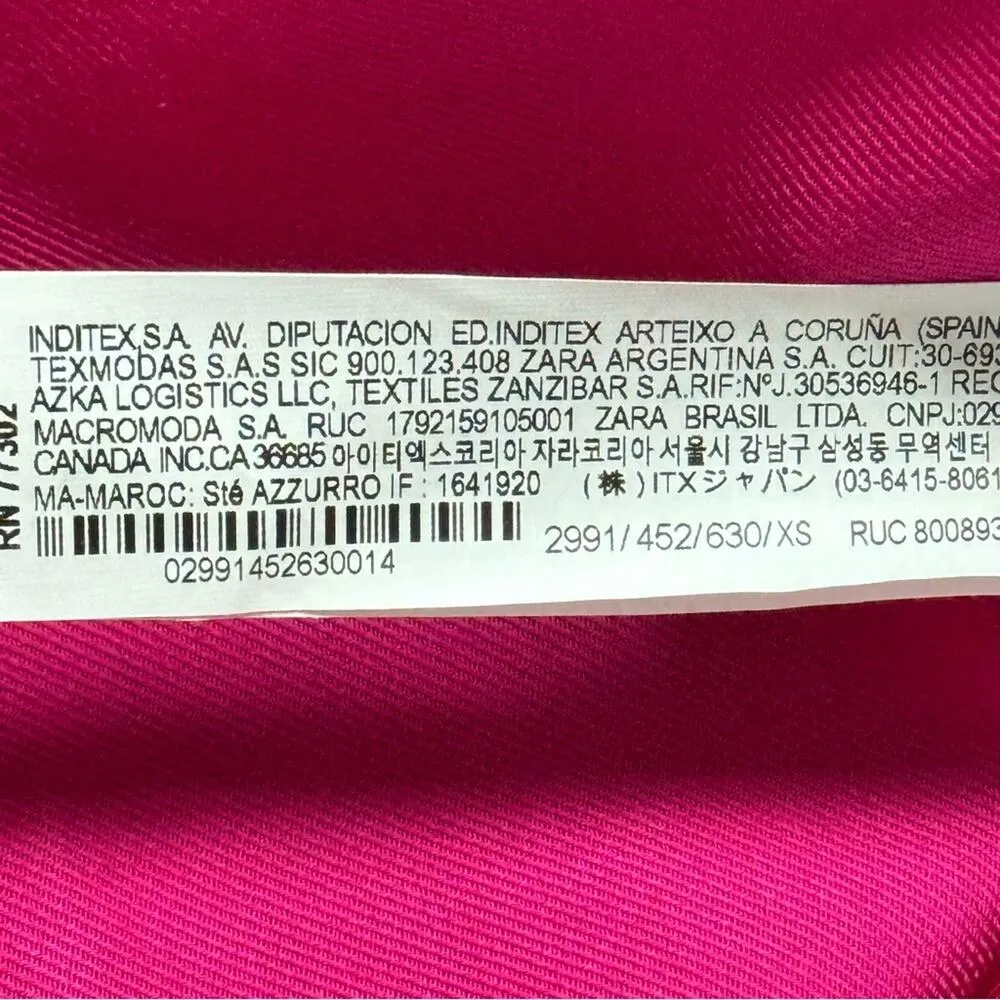 INDITEX,S.A. AV. DIPUTACION ED.INDITEX ARTEIXO A CORUÑA (SPAIN
TEXMODAS S.A.S SIC 900.123.408 ZARA ARGENTINA S.A. CUIT:30-692
AZKA LOGISTICS LLC, TEXTILES ZANZIBAR S.A.RIF:NºJ.30536946-1 REC
MACROMODA S.A. RUC 1792159105001 ZARA BRASIL LTDA. CNPJ:029
CANADA INC.CA 36685 아이티엑스코리아 자라코리아 서울시 강남구 삼성동 무역센터
MA-MAROC: Sté AZZURRO IF : 1641920 (株)ITXジャパン (03-6415-8061
02991452630014
2991/452/630/XS RUC 800893
RN 77302